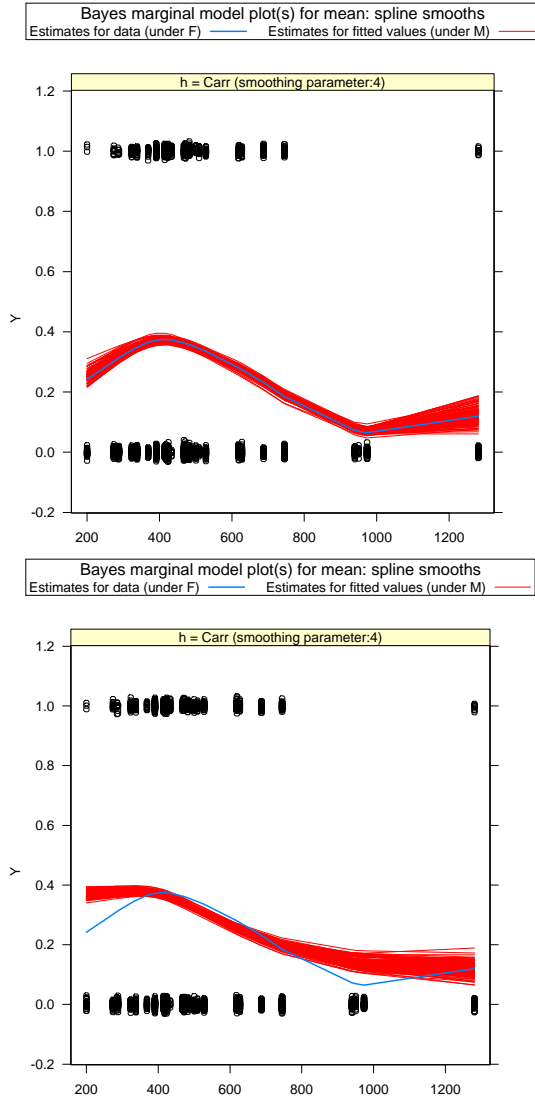 Bayes marginal model plot(s) for mean: spline smooths
Estimates for data (under F) Estimates for fitted values (under M)
h = Carr (smoothing parameter:4)
1.2
1.0
0.8
0.6
Y
0.4
0.2
0.0
-0.2
200 400 600 800 1000 1200
Bayes marginal model plot(s) for mean: spline smooths
Estimates for data (under F) Estimates for fitted values (under M)
h = Carr (smoothing parameter:4)
1.2
1.0
0.8
0.6
Y
0.4
0.2
0.0
-0.2
200 400 600 800 1000 1200